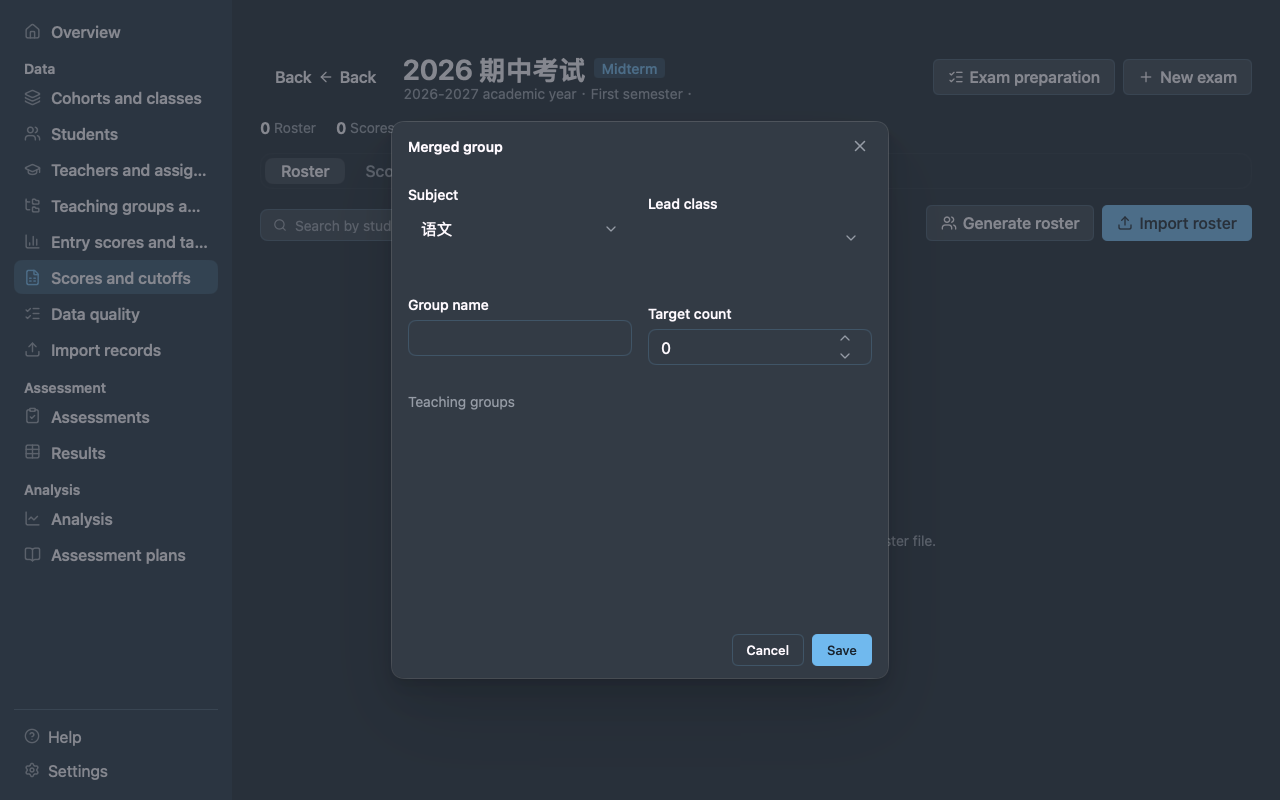 Overview
Data
Cohorts and classes
Students
Teachers and assig...
Teaching groups a...
Entry scores and ta...
Scores and cutoffs
Data quality
Import records
Assessment
Assessments
Results
Analysis
Analysis
Assessment plans
Help
Settings
Back ← Back
2026 期中考试 Midterm
2026-2027 academic year · First semester ·
Exam preparation
New exam
0 Roster 0 Scores
Roster
Sco
Search by stud
Generate roster
Import roster
ster file.
Merged group
Subject
语文
Lead class
Group name
Target count
0
Teaching groups
Cancel
Save